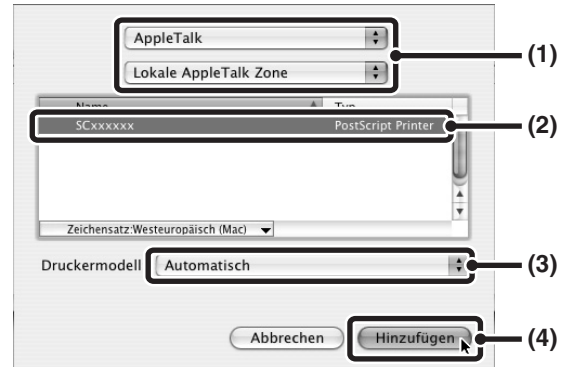 AppleTalk
(1)
Lokale AppleTalk Zone
Name Typ
SCxxxxxx PostScript Printer
(2)
Zeichensatz:Westeuropäisch (Mac)
Druckermodell Automatisch
(3)
Abbrechen Hinzufügen
(4)